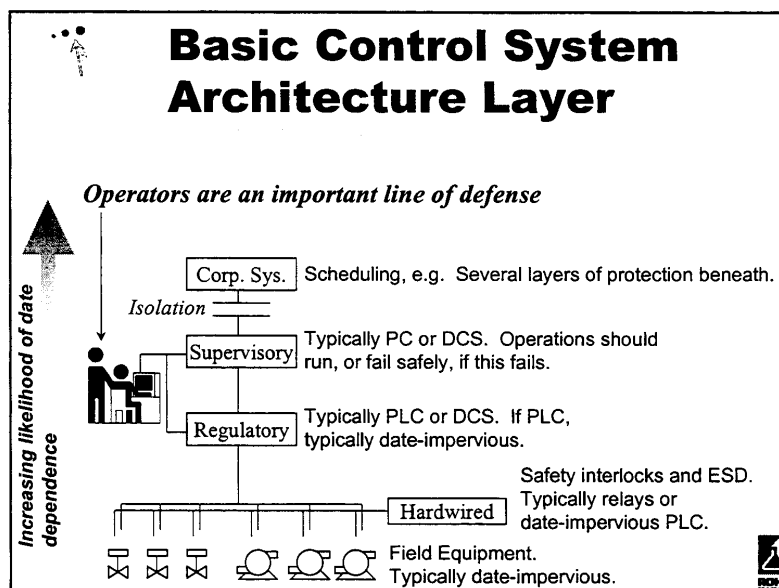 Basic Control System
Architecture Layer
Operators are an important line of defense
Increasing likelihood of date
dependence
Corp. Sys.
Scheduling, e.g. Several layers of protection beneath.
Isolation
Supervisory
Typically PC or DCS. Operations should
run, or fail safely, if this fails.
Regulatory
Typically PLC or DCS. If PLC,
typically date-impervious.
Hardwired
Safety interlocks and ESD.
Typically relays or
date-impervious PLC.
Field Equipment.
Typically date-impervious.